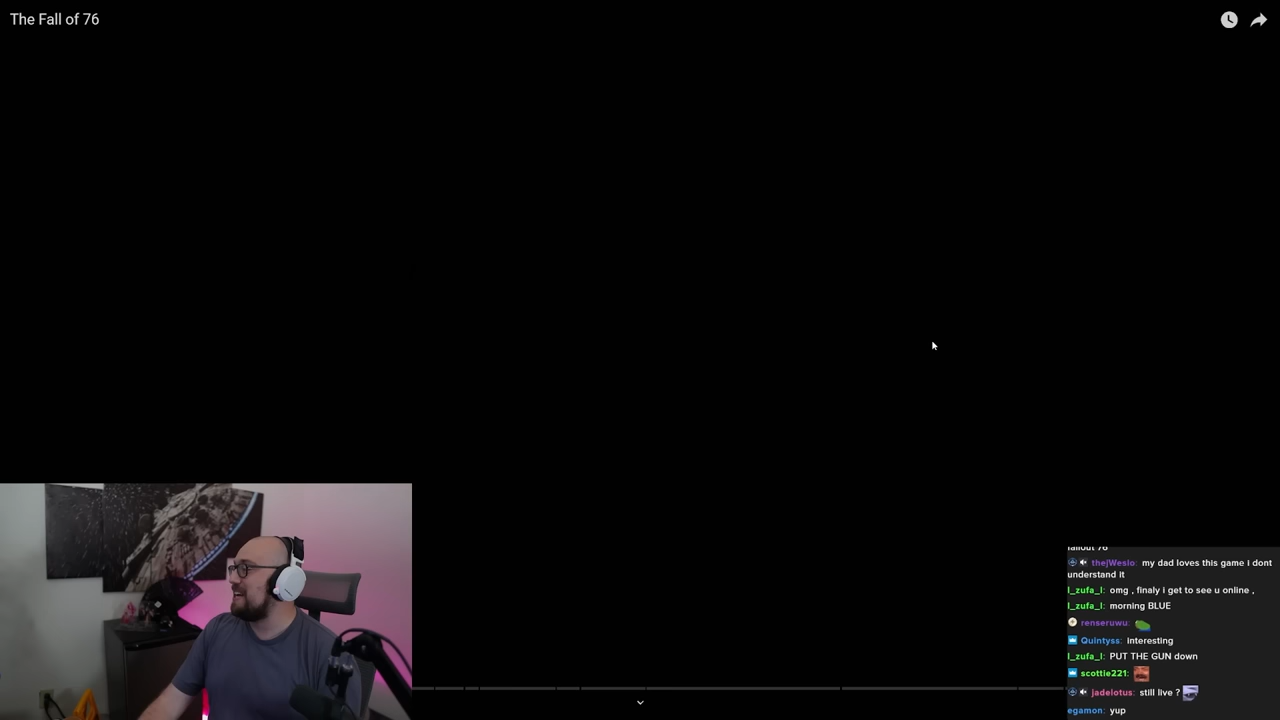 The Fall of 76
fallout 76
thejWesio: my dad loves this game i dont
understand it
l_zufa_l: omg , finaly i get to see u online ,
l_zufa_l: morning BLUE
renseruwu:
Quintyss: interesting
l_zufa_l: PUT THE GUN down
scottie221:
jadelotus: still live ?
egamon: yup